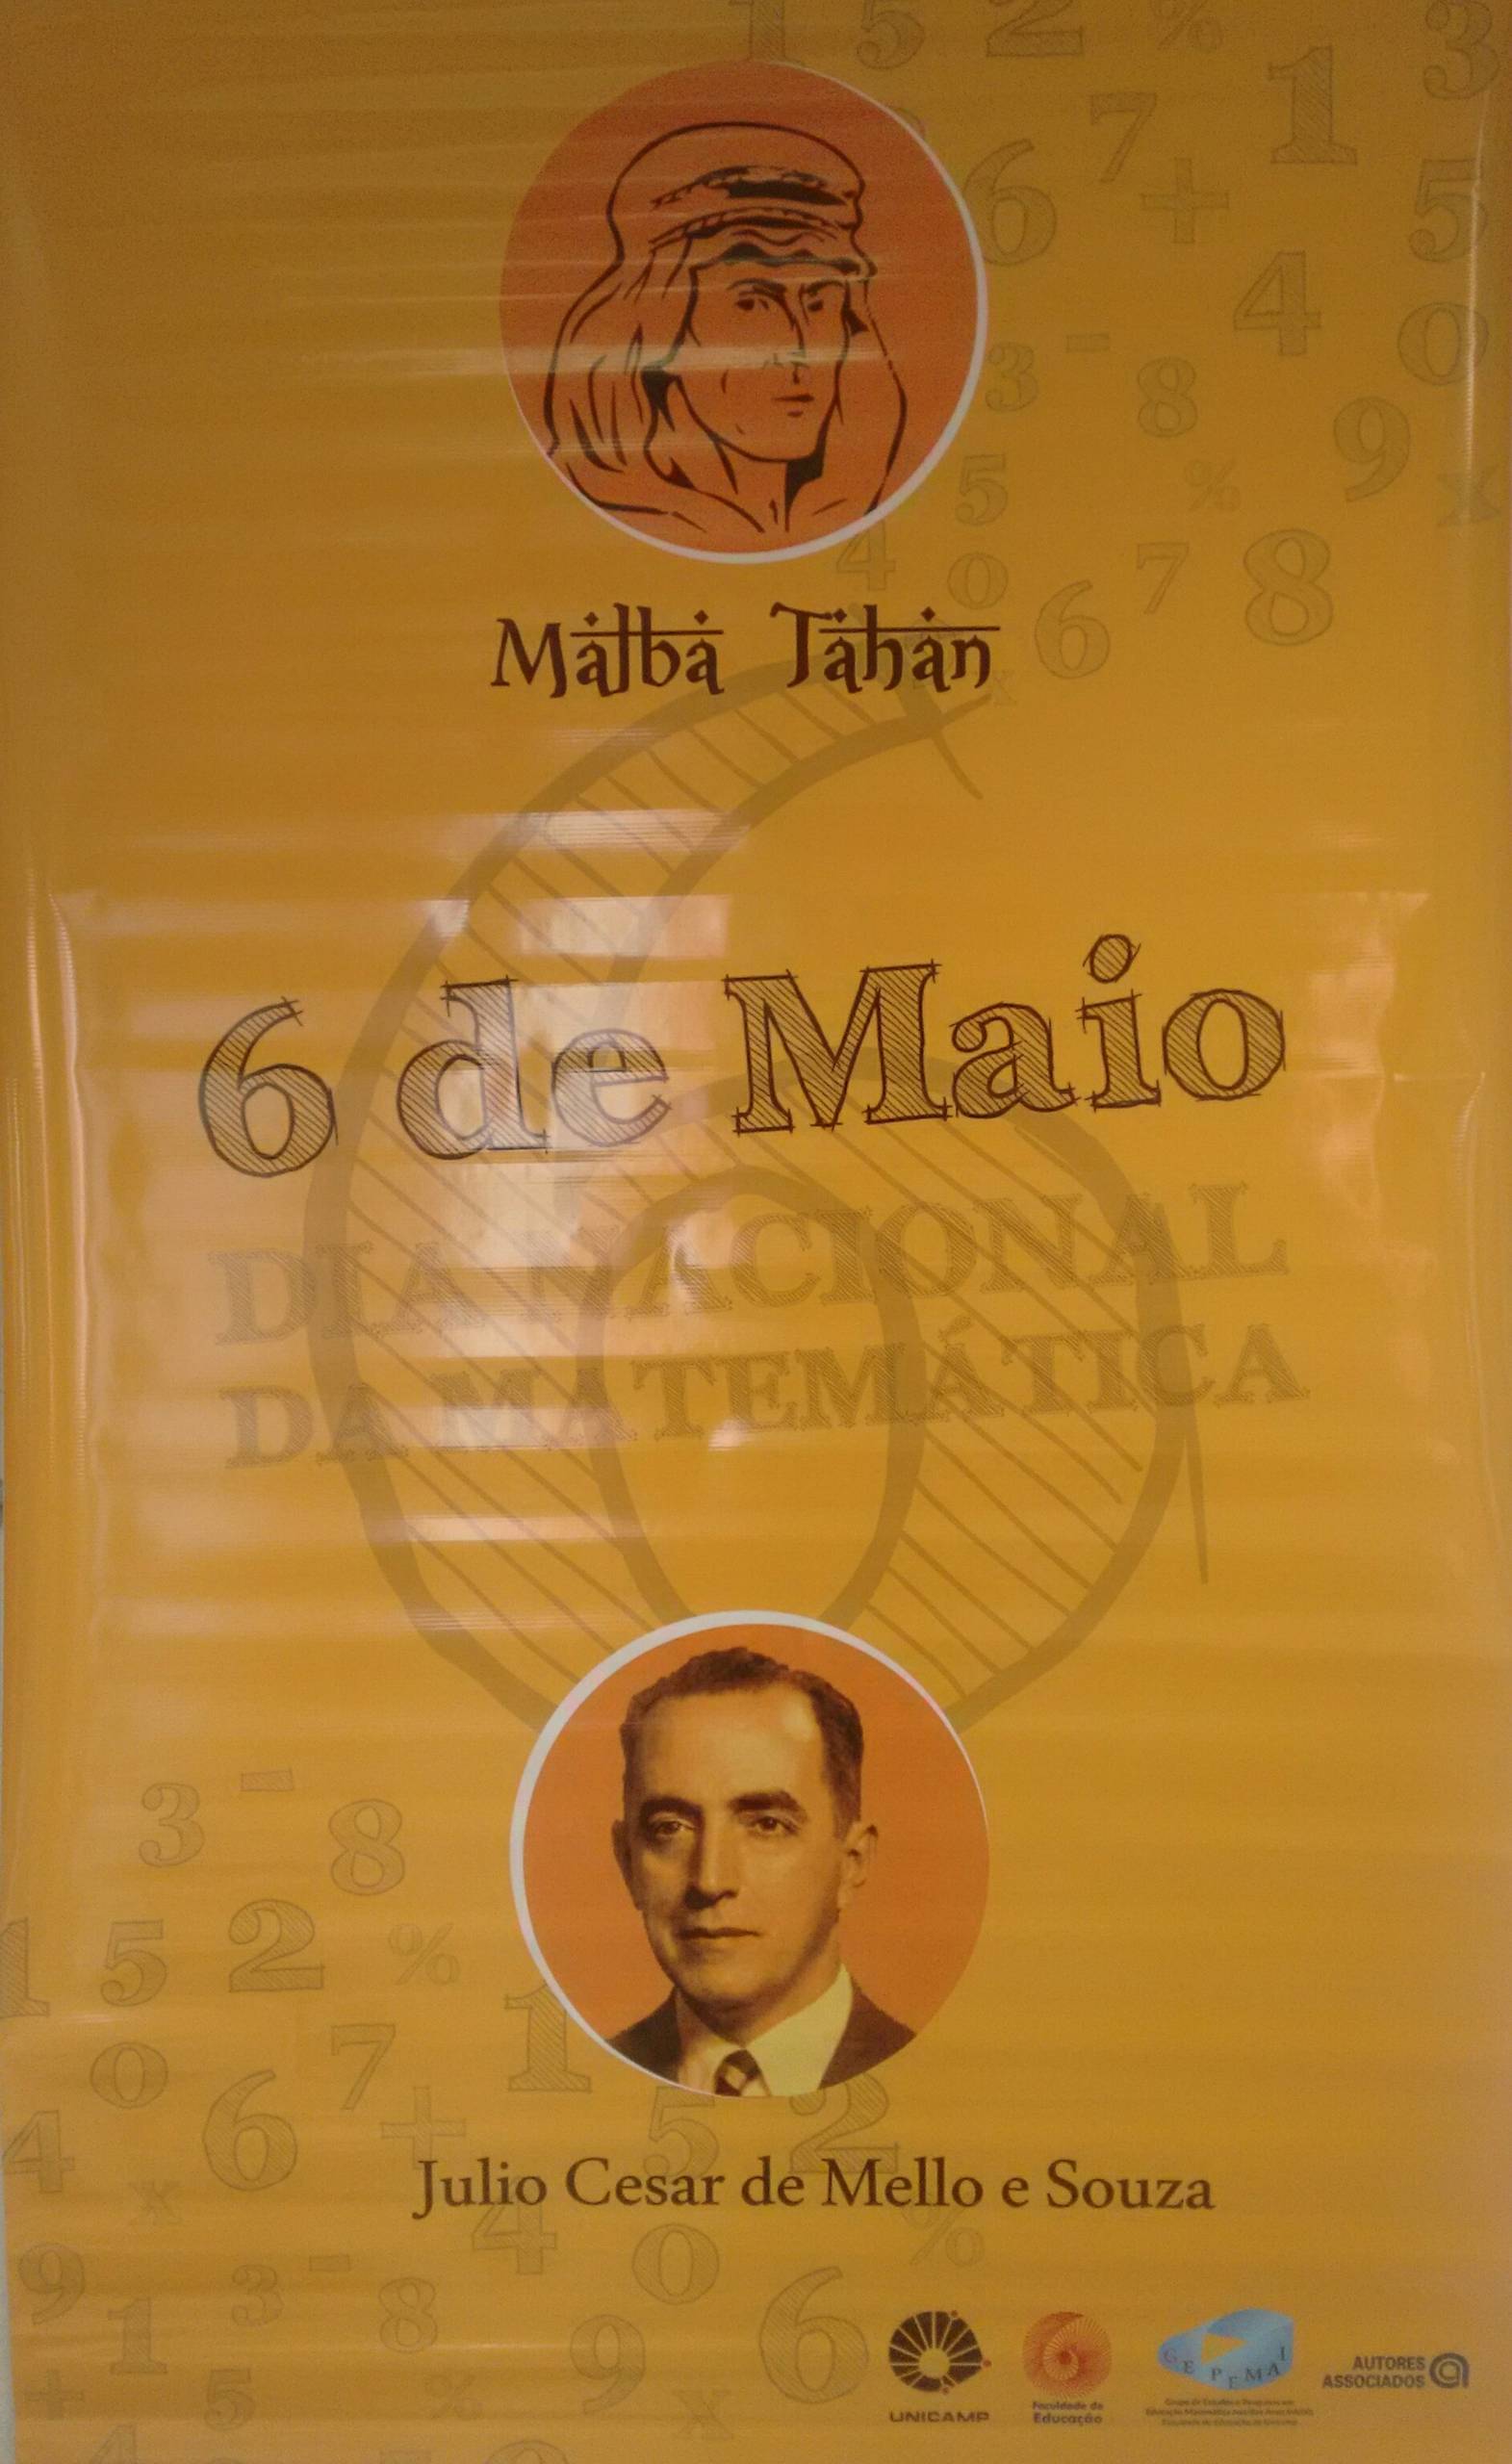 Malba Tahan
6 de Maio
DIA NACIONAL
DA MATEMÁTICA
Julio Cesar de Mello e Souza
UNICAMP
Faculdade de
Educação
GEPEMAI
AUTORES
ASSOCIADOS